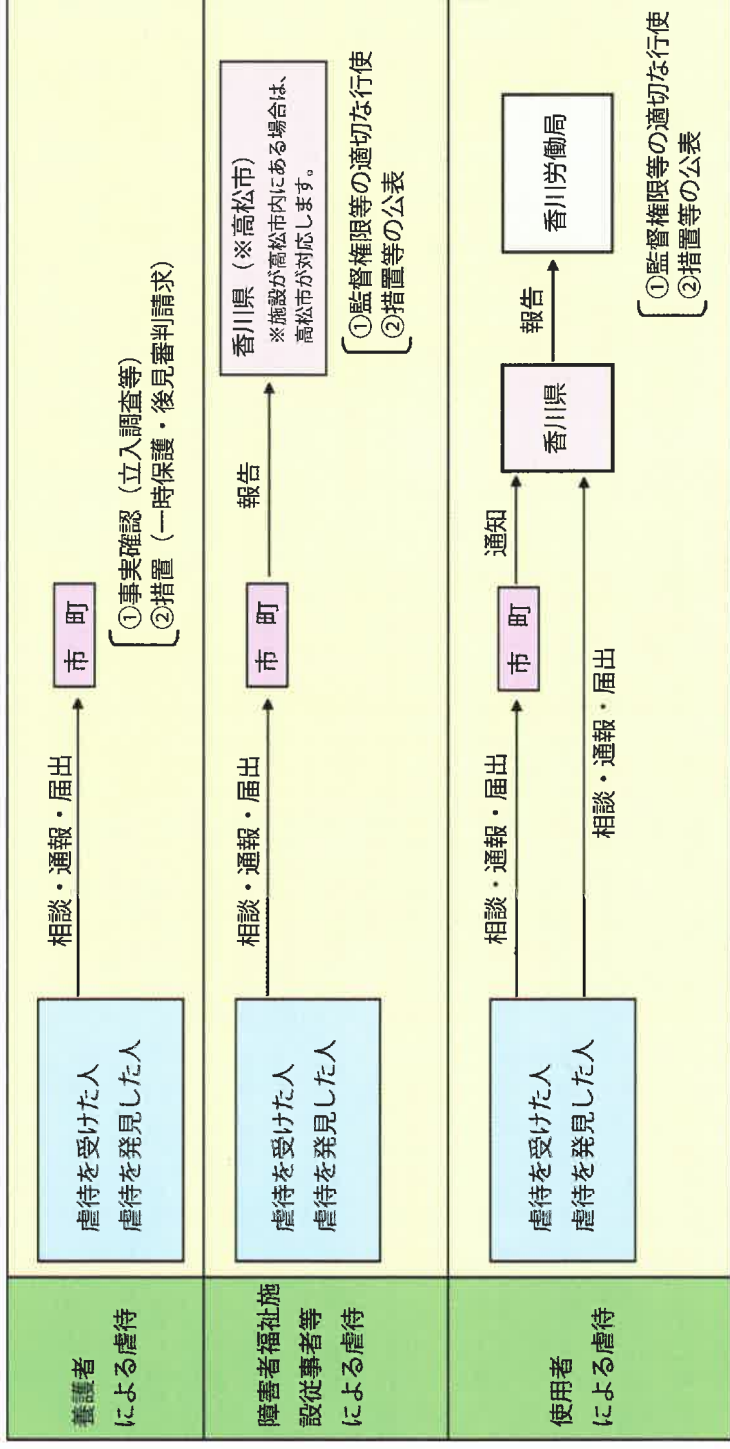 養護者
による虐待
虐待を受けた人
虐待を発見した人
相談・通報・届出
市 町
①事実確認（立入調査等）
②措置（一時保護・後見審判請求）
障害者福祉施
設従事者等
による虐待
虐待を受けた人
虐待を発見した人
相談・通報・届出
市 町
報告
香川県（※高松市）
※施設が高松市内にある場合は、
高松市が対応します。
①監督権限等の適切な行使
②措置等の公表
使用者
による虐待
虐待を受けた人
虐待を発見した人
相談・通報・届出
市 町
通知
相談・通報・届出
香川県
報告
香川労働局
①監督権限等の適切な行使
②措置等の公表